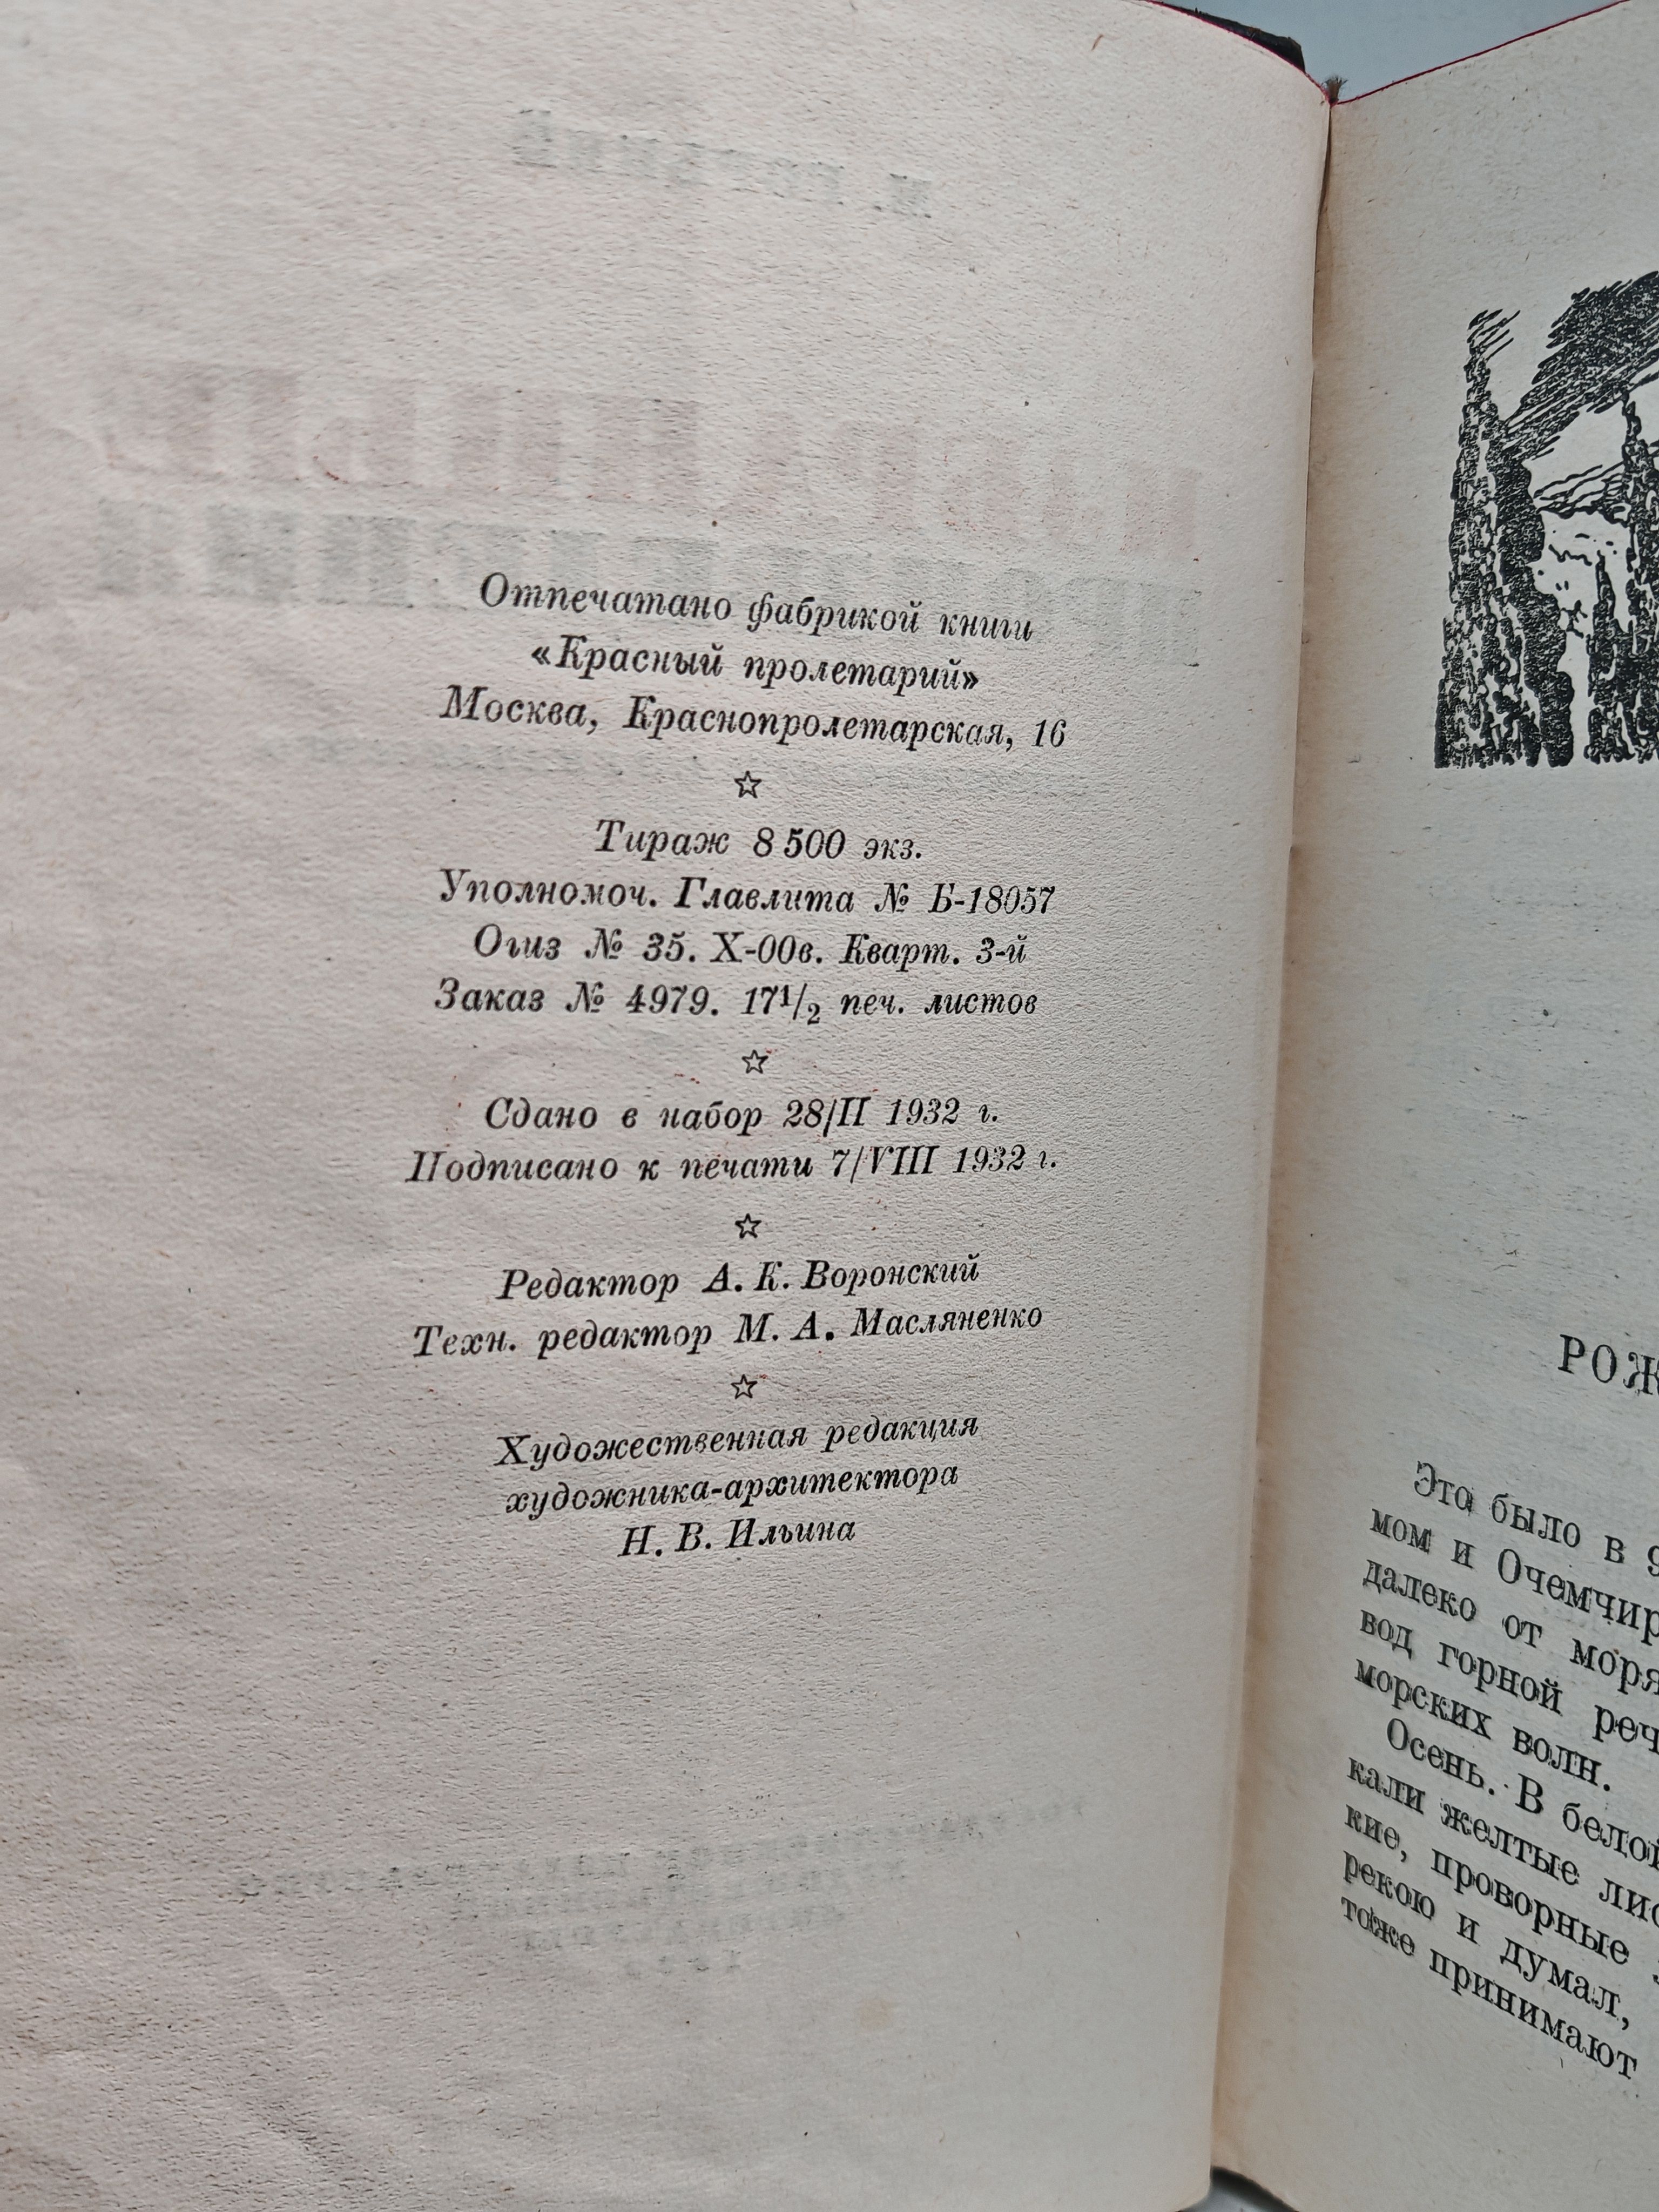 Отпечатано фабрикой книги
«Красный пролетарий»
Москва, Краснопролетарская, 16
☆
Тираж 8 500 экз.
Уполномоч. Главлита № Б-18057
Огиз № 35. X-00в. Кварт. 3-й
Заказ № 4979. 17¹/₂ печ. листов
☆
Сдано в набор 28/II 1932 г.
Подписано к печати 7/VIII 1932 г.
☆
Редактор А. К. Воронский
Техн. редактор М. А. Масляненко
☆
Художественная редакция
художника-архитектора
Н. В. Ильина
РОЖ
Это было в 9
мом и Очемчир
далеко от моря
вод горной реч
морских волн.
Осень. В белой
кали желтые лис
кие, проворные
рекою и думал,
тоже принимают